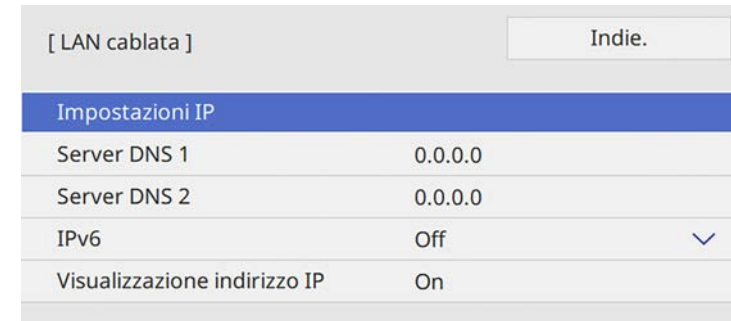 [ LAN cablata ]
Indie.
Impostazioni IP
Server DNS 1 0.0.0.0
Server DNS 2 0.0.0.0
IPv6 Off
Visualizzazione indirizzo IP On